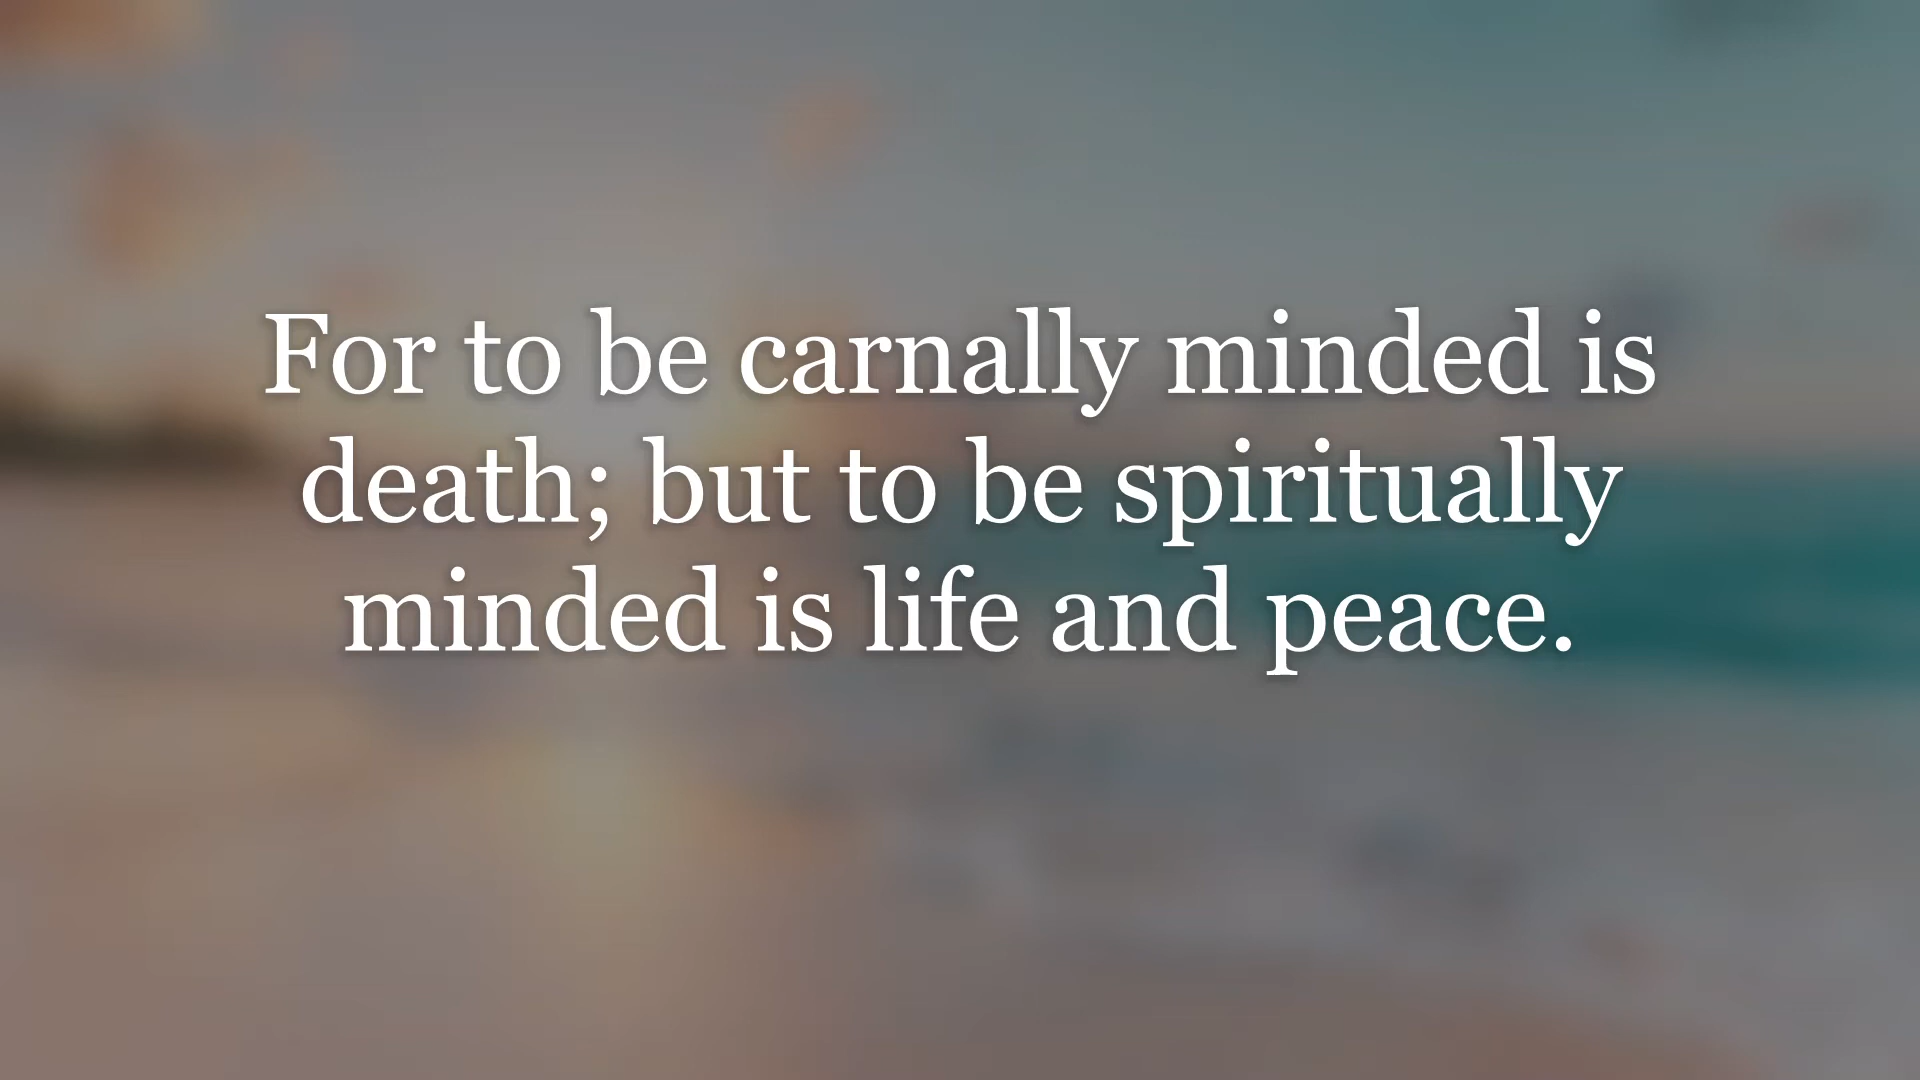 For to be carnally minded is
death; but to be spiritually
minded is life and peace.